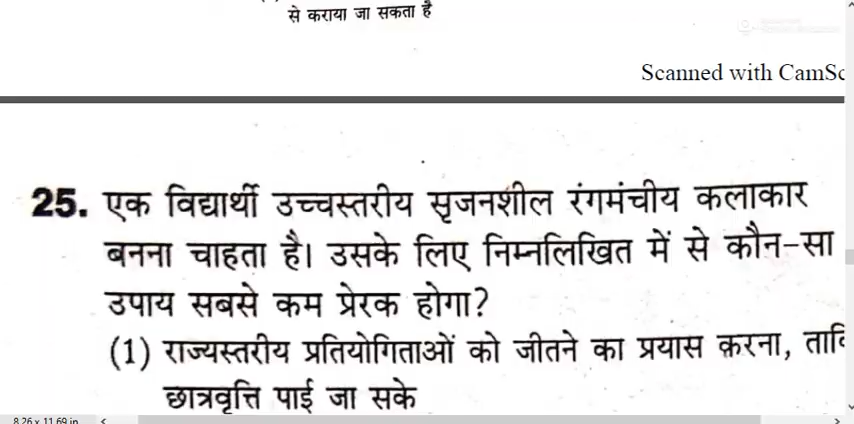 से कराया जा सकता है
Scanned with CamSc
25. एक विद्यार्थी उच्चस्तरीय सृजनशील रंगमंचीय कलाकार
बनना चाहता है। उसके लिए निम्नलिखित में से कौन-सा
उपाय सबसे कम प्रेरक होगा?
(1) राज्यस्तरीय प्रतियोगिताओं को जीतने का प्रयास करना, ताकि
छात्रवृत्ति पाई जा सके
8.26 x 11.69 in